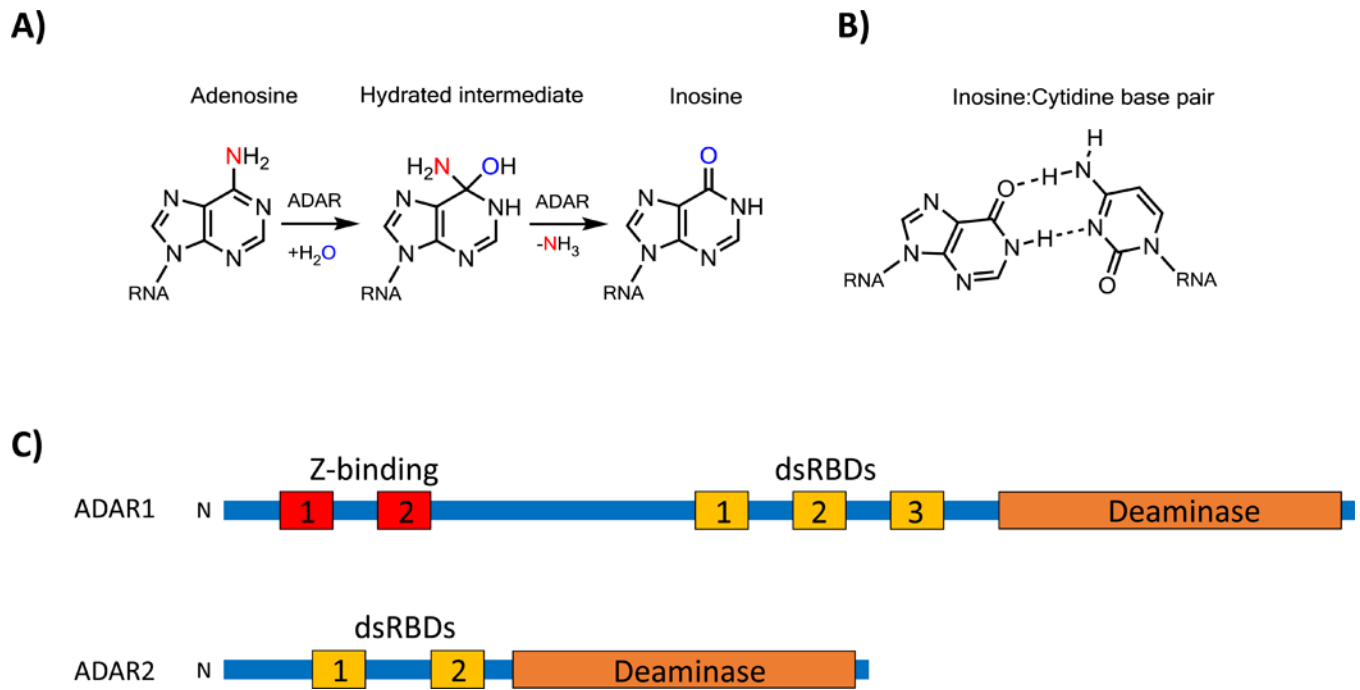 A)
Adenosine
Hydrated intermediate
Inosine
NH₂
N
N
N
N
RNA
ADAR
+H₂O
H₂N
OH
N
NH
N
N
RNA
ADAR
-NH₃
O
N
NH
N
N
RNA
B)
Inosine:Cytidine base pair
H
O
H
N
N
N
H
N
N
N
N
O
RNA
RNA
C)
Z-binding
dsRBDs
ADAR1 N 1 2 1 2 3 Deaminase
dsRBDs
ADAR2 N 1 2 Deaminase